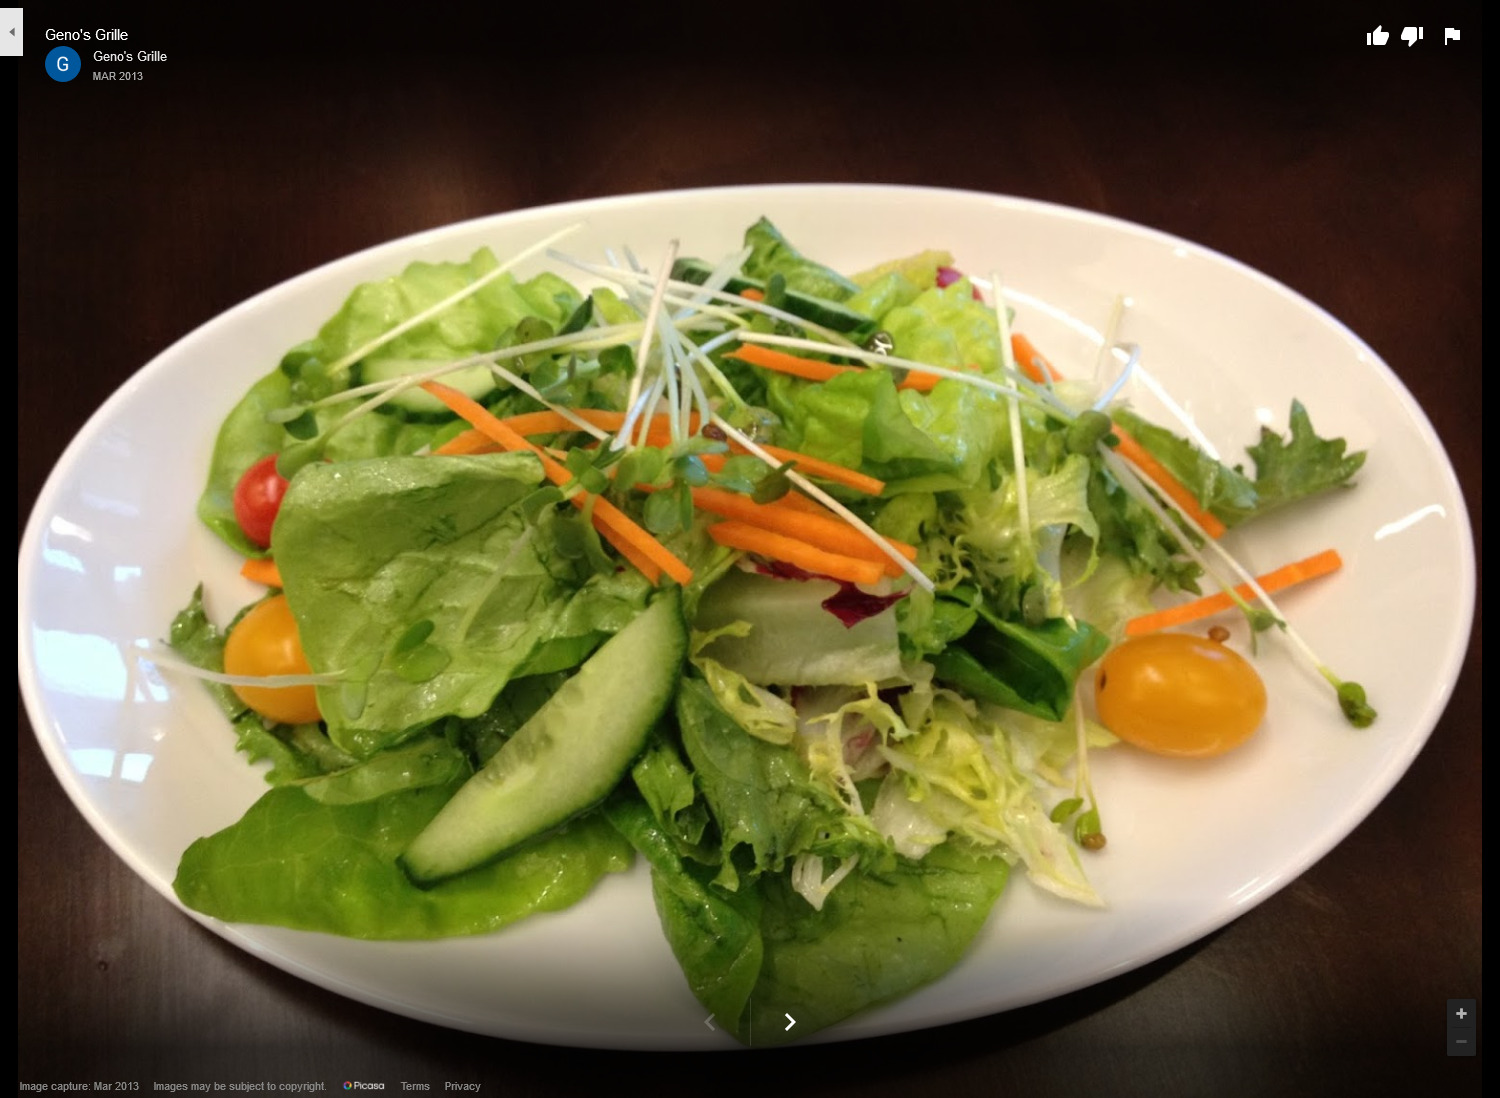 Geno's Grille
G
Geno's Grille
MAR 2013
Image capture: Mar 2013 Images may be subject to copyright. Picasa Terms Privacy